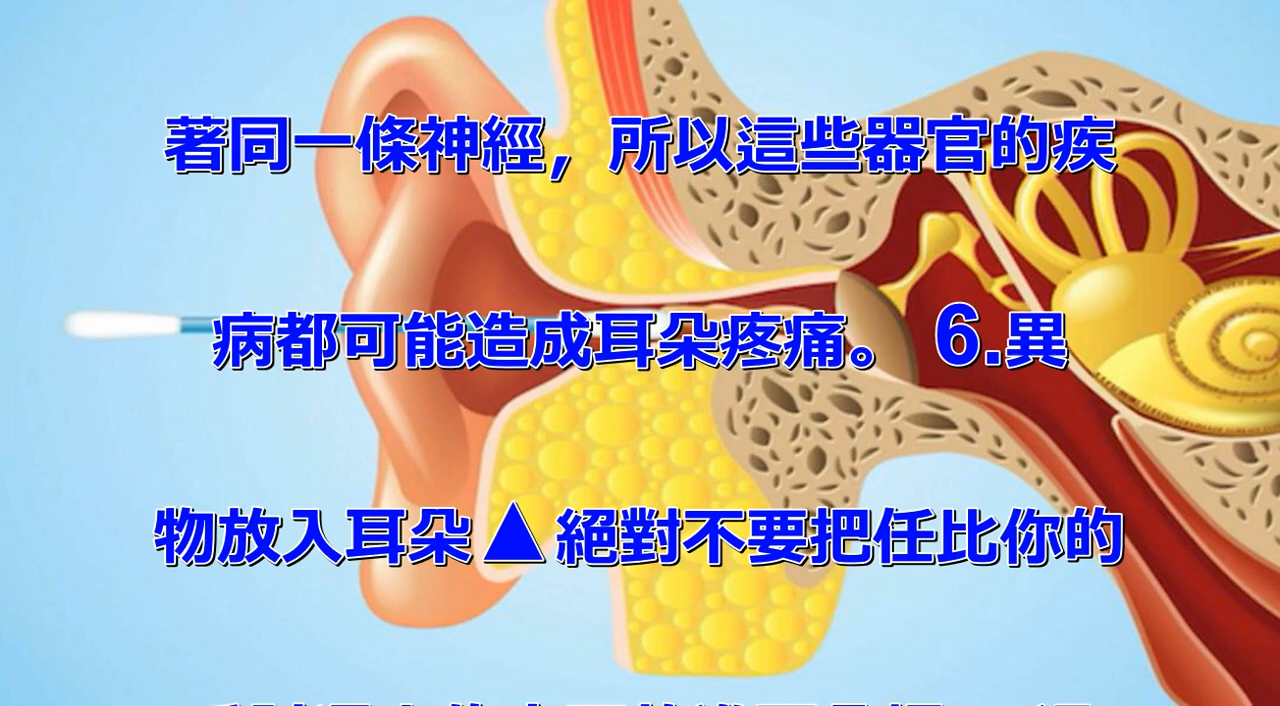 著同一條神經，所以這些器官的疾
病都可能造成耳朵疼痛。 6.異
物放入耳朵▲絕對不要把任比你的